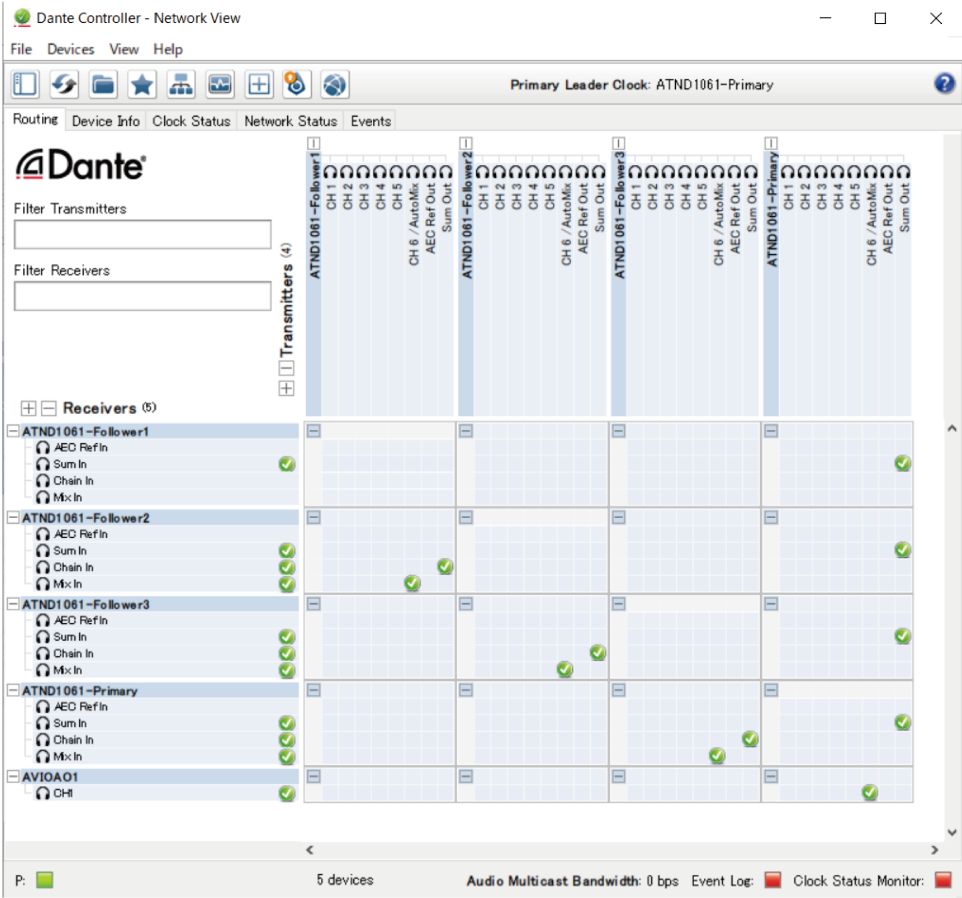 Dante Controller - Network View
File Devices View Help
Primary Leader Clock: ATND1061-Primary
?
Routing Device Info Clock Status Network Status Events
Dante®
Filter Transmitters
Filter Receivers
Transmitters (4)
ATND1061-Follower1
CH 1
CH 2
CH 3
CH 4
CH 5
CH 6 /AutoMix
AEC Ref Out
Sum Out
ATND1061-Follower2
CH 1
CH 2
CH 3
CH 4
CH 5
CH 6 /AutoMix
AEC Ref Out
Sum Out
ATND1061-Follower3
CH 1
CH 2
CH 3
CH 4
CH 5
CH 6 /AutoMix
AEC Ref Out
Sum Out
ATND1061-Primary
CH 1
CH 2
CH 3
CH 4
CH 5
CH 6 /AutoMix
AEC Ref Out
Sum Out
Receivers (5)
ATND1061-Follower1
AEC Ref In
Sum In
Chain In
Mix In
ATND1061-Follower2
AEC Ref In
Sum In
Chain In
Mix In
ATND1061-Follower3
AEC Ref In
Sum In
Chain In
Mix In
ATND1061-Primary
AEC Ref In
Sum In
Chain In
Mix In
AVIOAO1
CH1
P: 5 devices Audio Multicast Bandwidth: 0 bps Event Log: Clock Status Monitor: